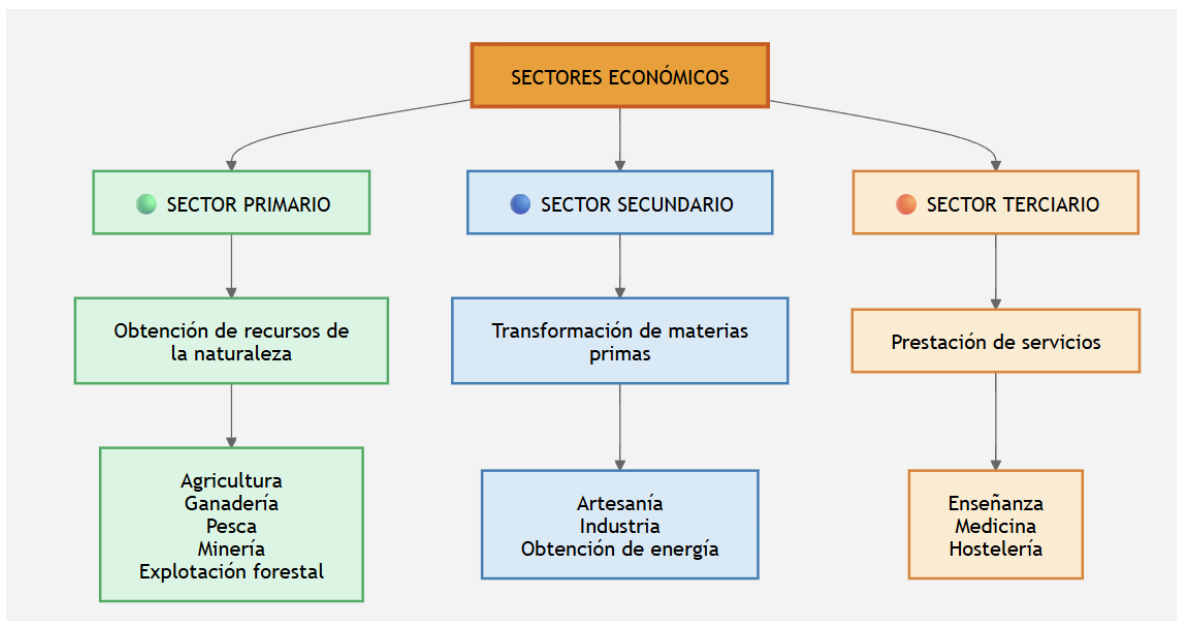 SECTORES ECONÓMICOS
SECTOR PRIMARIO
SECTOR SECUNDARIO
SECTOR TERCIARIO
Obtención de recursos de
la naturaleza
Transformación de materias
primas
Prestación de servicios
Agricultura
Ganadería
Pesca
Minería
Explotación forestal
Artesanía
Industria
Obtención de energía
Enseñanza
Medicina
Hostelería